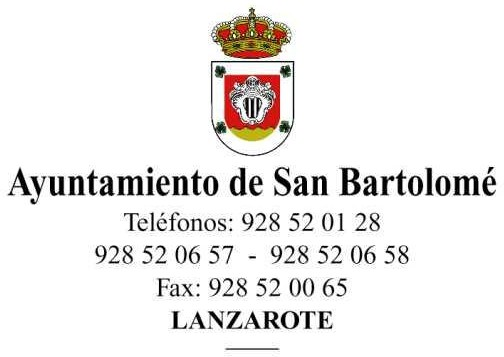 Ayuntamiento de San Bartolomé
Teléfonos: 928 52 01 28
928 52 06 57 - 928 52 06 58
Fax: 928 52 00 65
LANZAROTE